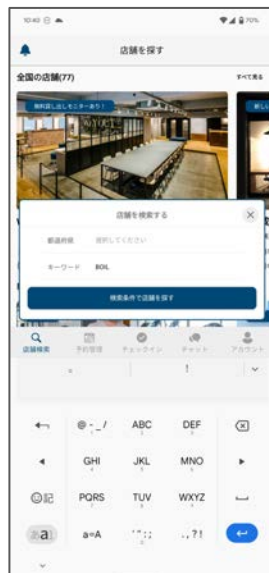 10:40
70%
店舗を探す
全国の店舗(77)
すべて見る
無料貸し出しモニターあり！
新し
店舗を検索する
都道府県 選択してください
キーワード BOIL
検索条件で店舗を探す
店舗検索 予約管理 チェックイン チャット アカウント
。 !
@-_/ ABC DEF
GHI JKL MNO
記 PQRS TUV WXYZ
あa a⇔A '":; .,?!